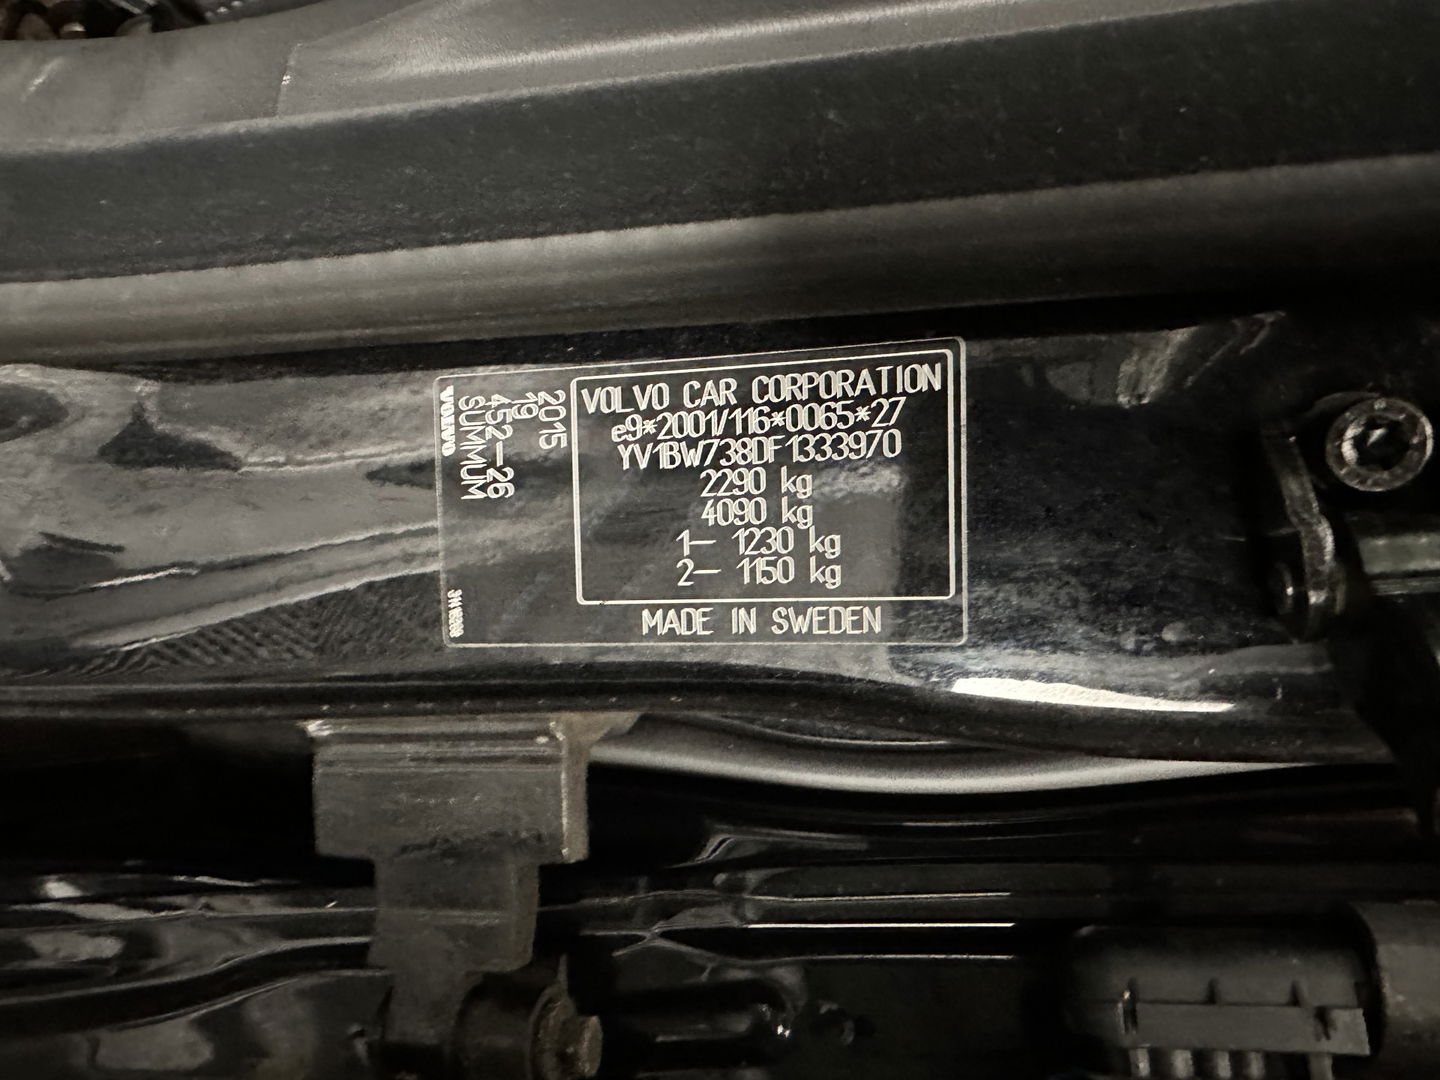 VOLVO CAR CORPORATION
e9*2001/116*0065*27
YV1BW738DF1333970
2290 kg
4090 kg
1– 1230 kg
2– 1150 kg
MADE IN SWEDEN
2015
19
452–26
SUMMUM
VOLVO